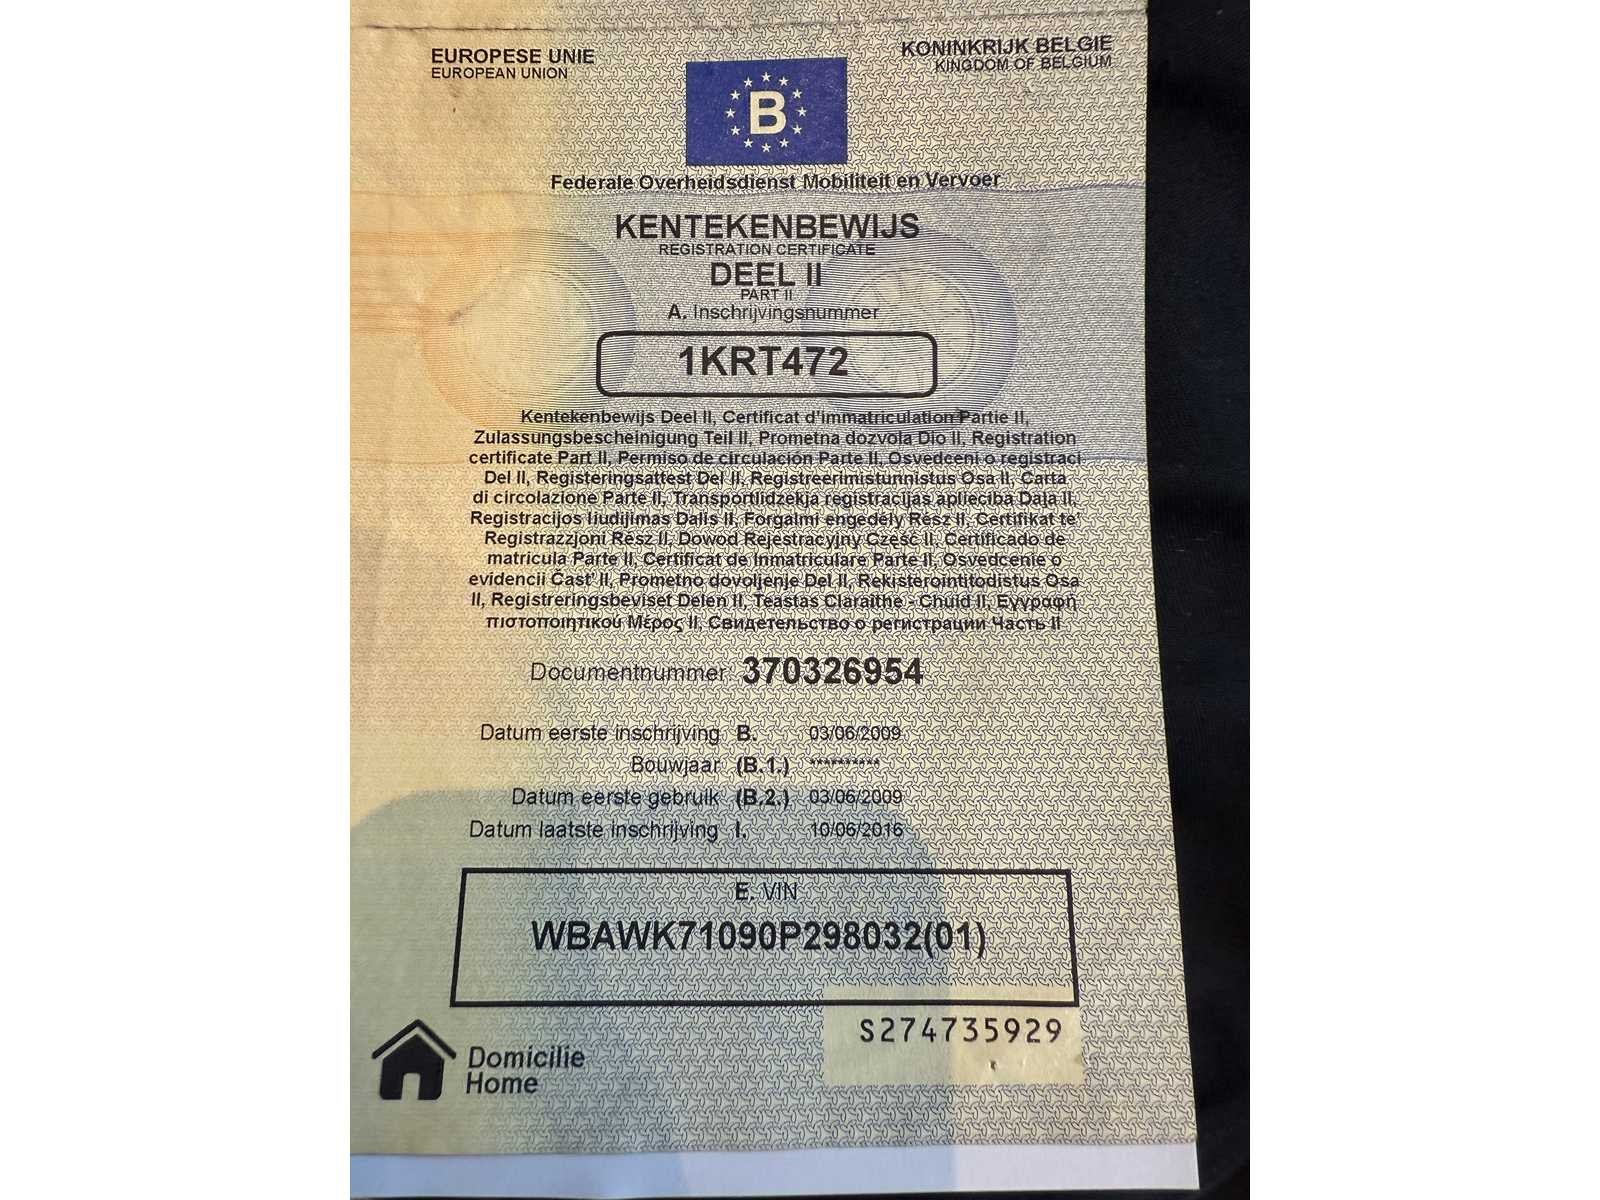 EUROPESE UNIE
EUROPEAN UNION
KONINKRIJK BELGIE
KINGDOM OF BELGIUM
B
Federale Overheidsdienst Mobiliteit en Vervoer
KENTEKENBEWIJS
REGISTRATION CERTIFICATE
DEEL II
PART II
A. Inschrijvingsnummer
1KRT472
Kentekenbewijs Deel II, Certificat d'immatriculation Partie II,
Zulassungsbescheinigung Teil II, Prometna dozvola Dio II, Registration
certificate Part II, Permiso de circulación Parte II, Osvedceni o registraci
Del II, Registeringsattest Del II, Registreerimistunnistus Osa II, Carta
di circolazione Parte II, Transportlidzekja registracijas aplieciba Daļa II,
Registracijos liudijimas Dalis II, Forgalmi engedély Rész II, Certifikat te'
Registrazzjoni Rész II, Dowod Rejestracyjny Część II, Certificado de
matricula Parte II, Certificat de Inmatriculare Parte II, Osvedcenie o
evidencii Čast' II, Prometno dovoljenje Del II, Rekisterointitodistus Osa
II, Registreringsbeviset Delen II, Teastas Claraithe - Chuid II, Εγγραφή
πιστοποιητικού Μέρος II, Свидетельство о регистрации Часть II
Documentnummer: 370326954
Datum eerste inschrijving B. 03/06/2009
Bouwjaar (B.1.) **********
Datum eerste gebruik (B.2.) 03/06/2009
Datum laatste inschrijving I. 10/06/2016
E. VIN
WBAWK71090P298032(01)
S274735929
Domicilie
Home